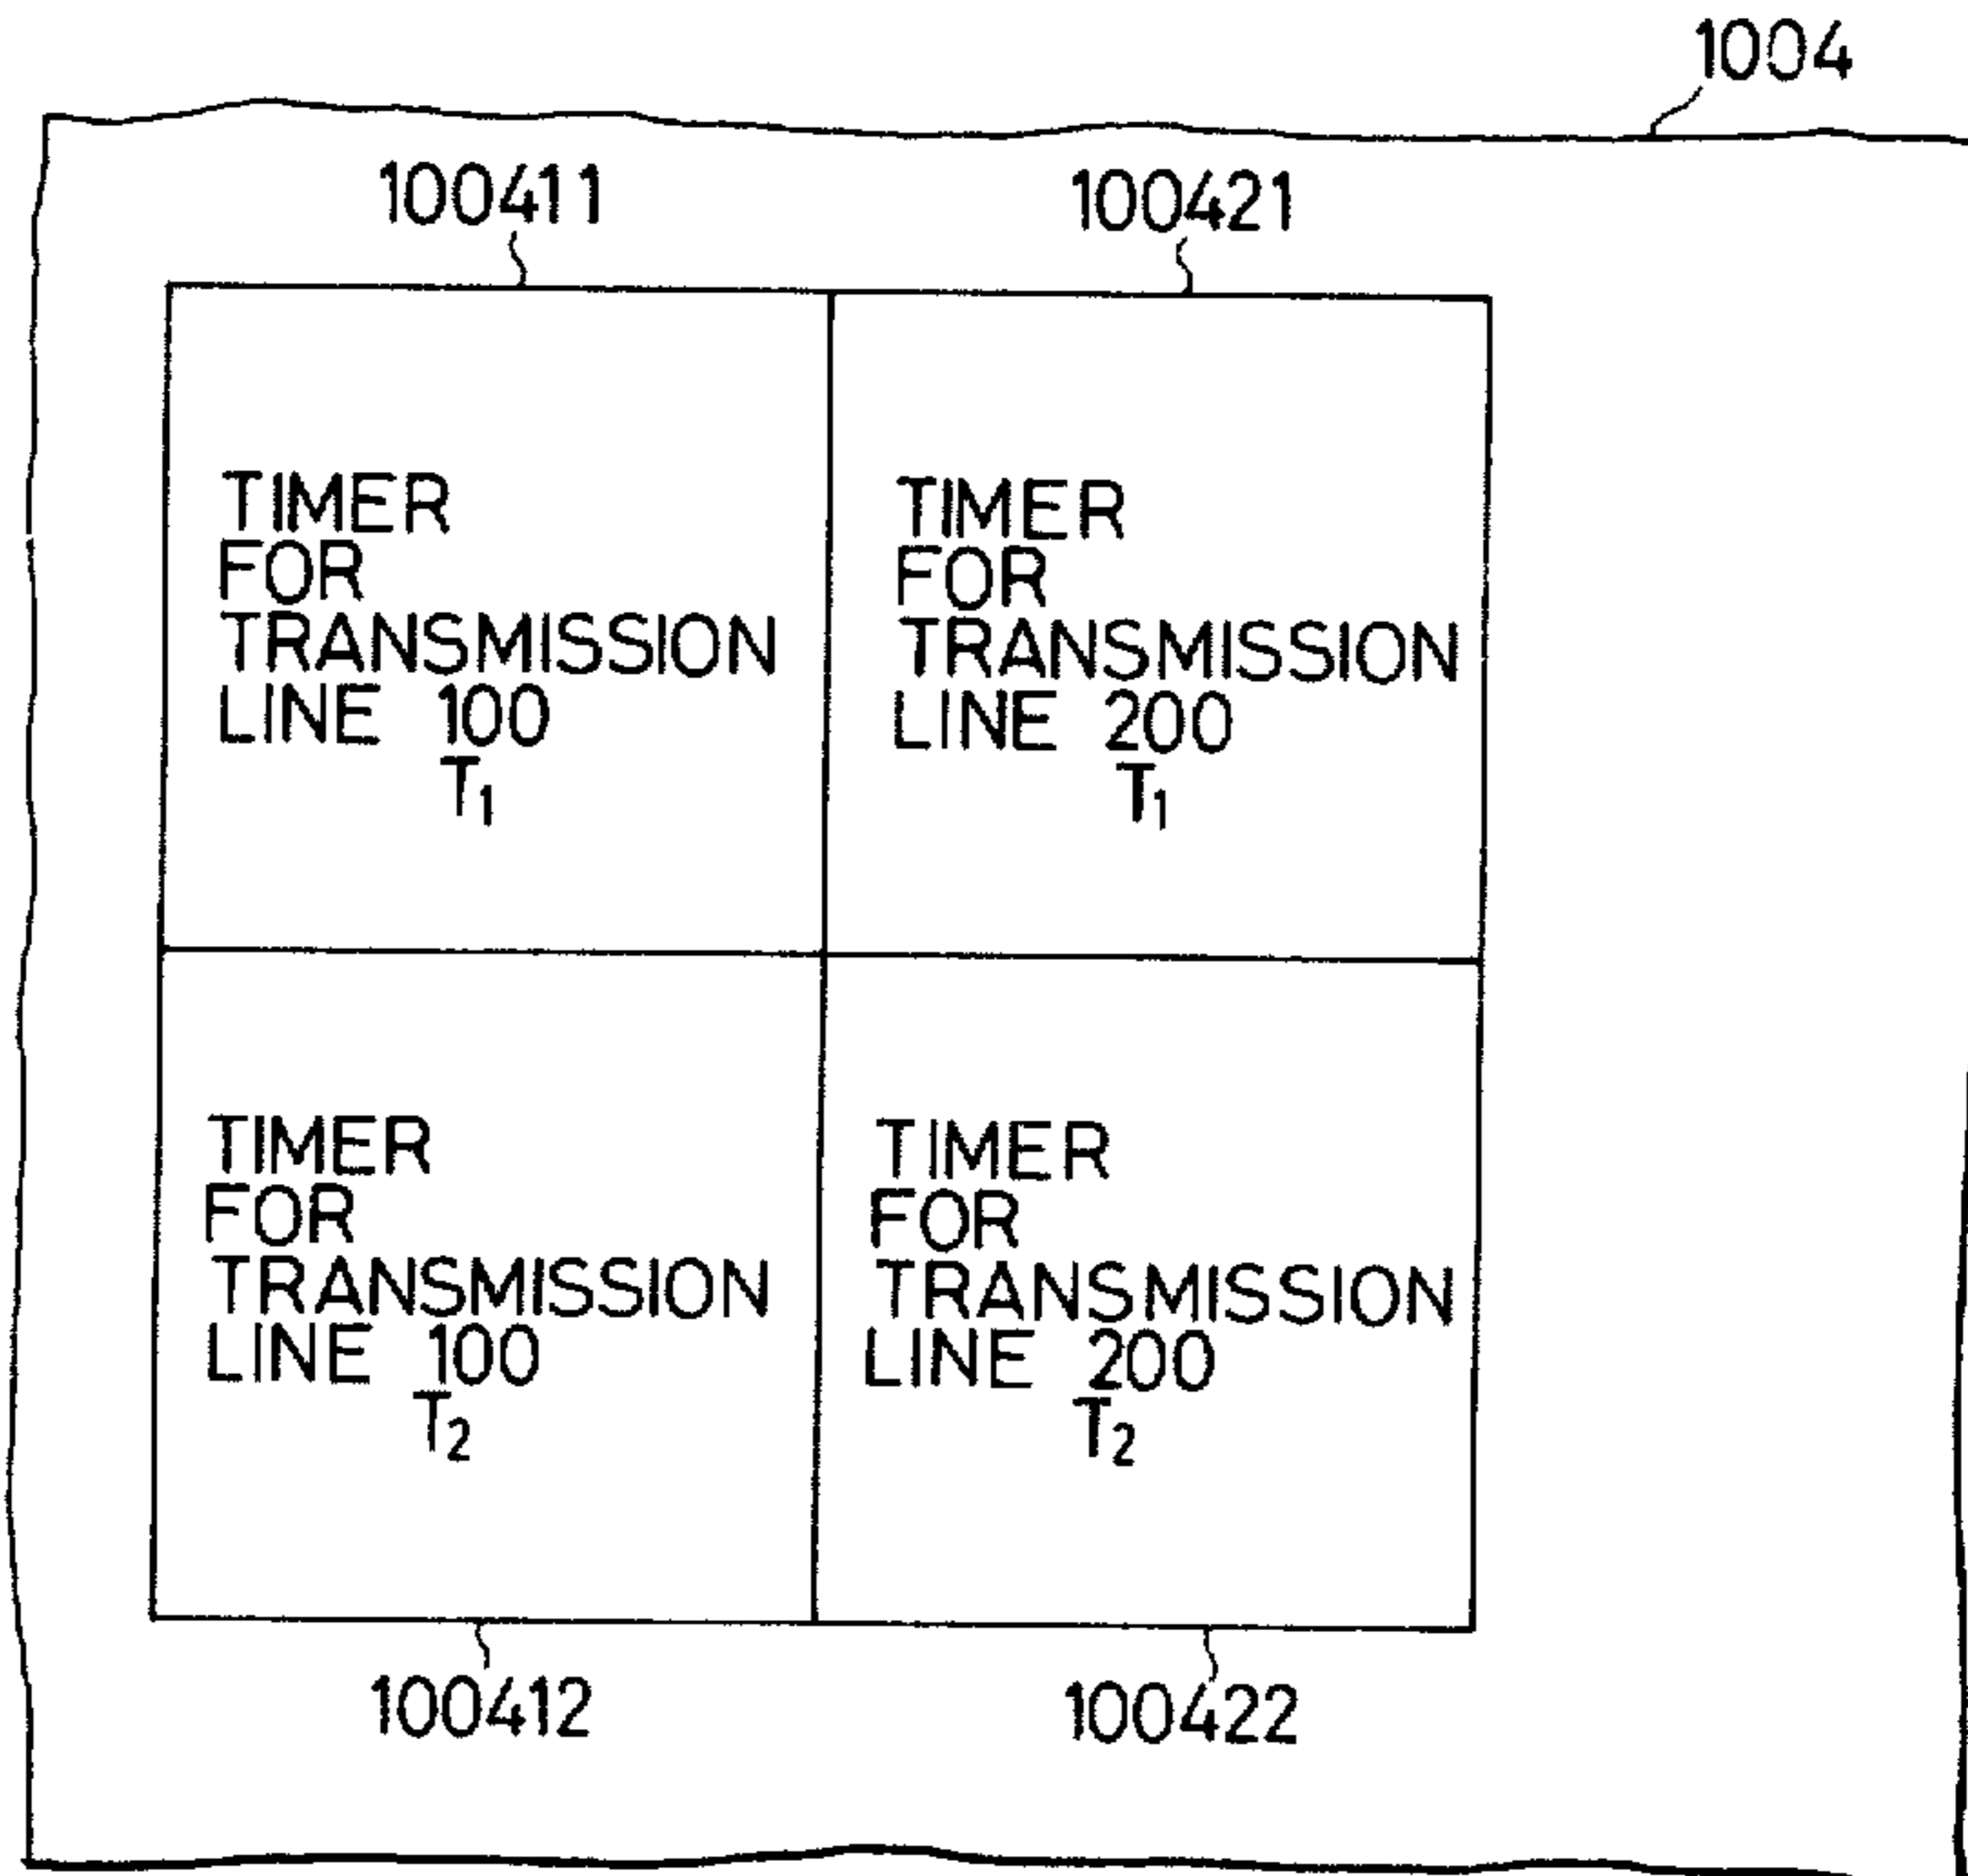 1004
100411
100421
TIMER
FOR
TRANSMISSION
LINE 100
T₁
TIMER
FOR
TRANSMISSION
LINE 200
T₁
TIMER
FOR
TRANSMISSION
LINE 100
T₂
TIMER
FOR
TRANSMISSION
LINE 200
T₂
100412
100422